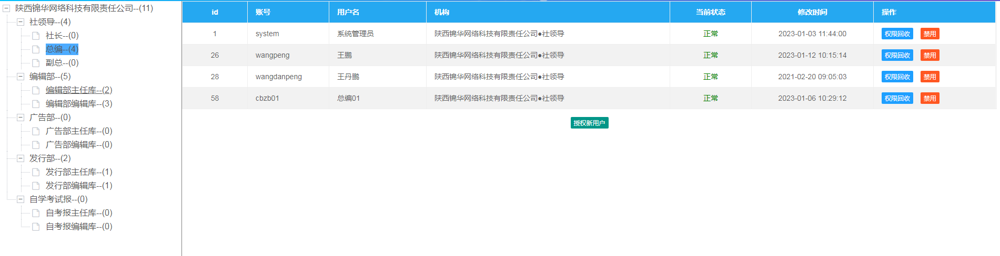 陕西锦华网络科技有限责任公司--(11)
社领导--(4)
社长--(0)
总编--(4)
副总--(0)
编辑部--(5)
编辑部主任库--(2)
编辑部编辑库--(3)
广告部--(0)
广告部主任库--(0)
广告部编辑库--(0)
发行部--(2)
发行部主任库--(1)
发行部编辑库--(1)
自学考试报--(0)
自考报主任库--(0)
自考报编辑库--(0)
id 账号 用户名 机构 当前状态 修改时间 操作
1 system 系统管理员 陕西锦华网络科技有限责任公司●社领导 正常 2023-01-03 11:44:00 权限回收 禁用
26 wangpeng 王鹏 陕西锦华网络科技有限责任公司●社领导 正常 2023-01-12 10:15:14 权限回收 禁用
28 wangdanpeng 王丹鹏 陕西锦华网络科技有限责任公司●社领导 正常 2021-02-20 09:05:03 权限回收 禁用
58 cbzb01 总编01 陕西锦华网络科技有限责任公司●社领导 正常 2023-01-06 10:29:12 权限回收 禁用
授权新用户